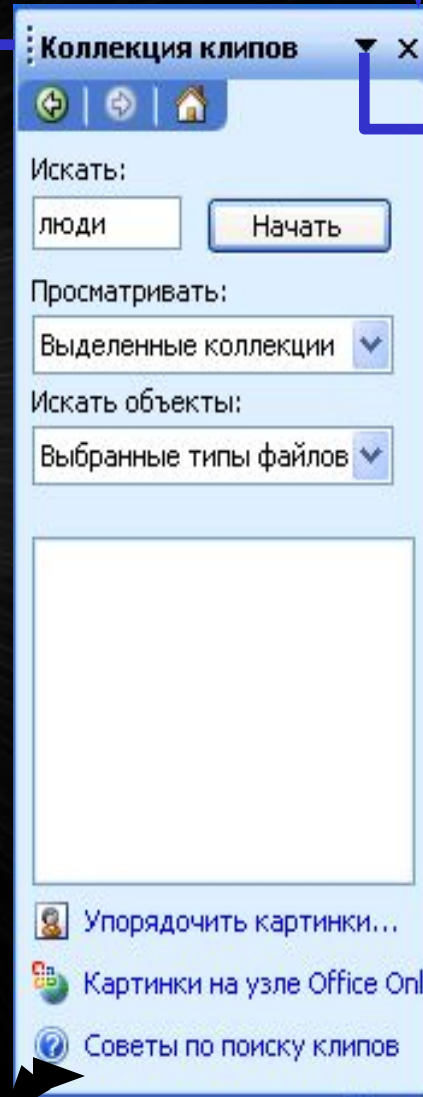 Коллекция клипов
Искать:
люди Начать
Просматривать:
Выделенные коллекции
Искать объекты:
Выбранные типы файлов
Упорядочить картинки...
Картинки на узле Office Onl
Советы по поиску клипов